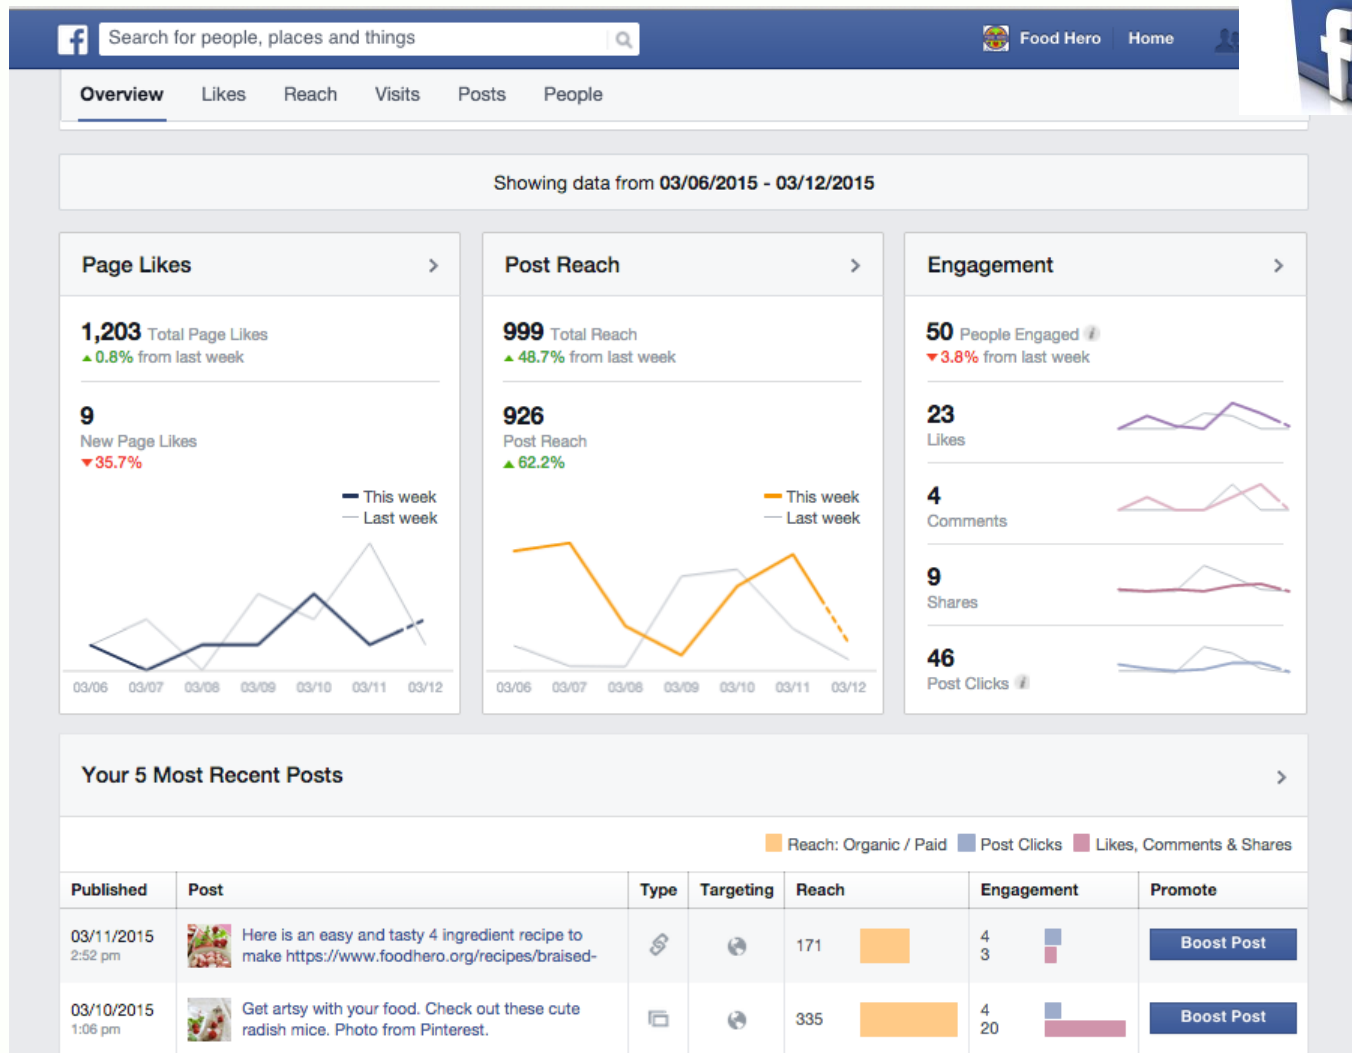 f Search for people, places and things Food Hero Home
f
Overview Likes Reach Visits Posts People
Showing data from 03/06/2015 - 03/12/2015
Page Likes
1,203 Total Page Likes
0.8% from last week
9
New Page Likes
35.7%
This week
Last week
03/06 03/07 03/08 03/09 03/10 03/11 03/12
Post Reach
999 Total Reach
48.7% from last week
926
Post Reach
62.2%
This week
Last week
03/06 03/07 03/08 03/09 03/10 03/11 03/12
Engagement
50 People Engaged i
3.8% from last week
23
Likes
4
Comments
9
Shares
46
Post Clicks i
Your 5 Most Recent Posts
Reach: Organic / Paid Post Clicks Likes, Comments & Shares
Published Post Type Targeting Reach Engagement Promote
03/11/2015
2:52 pm
Here is an easy and tasty 4 ingredient recipe to
make https://www.foodhero.org/recipes/braised-
171
4
3
Boost Post
03/10/2015
1:06 pm
Get artsy with your food. Check out these cute
radish mice. Photo from Pinterest.
335
4
20
Boost Post